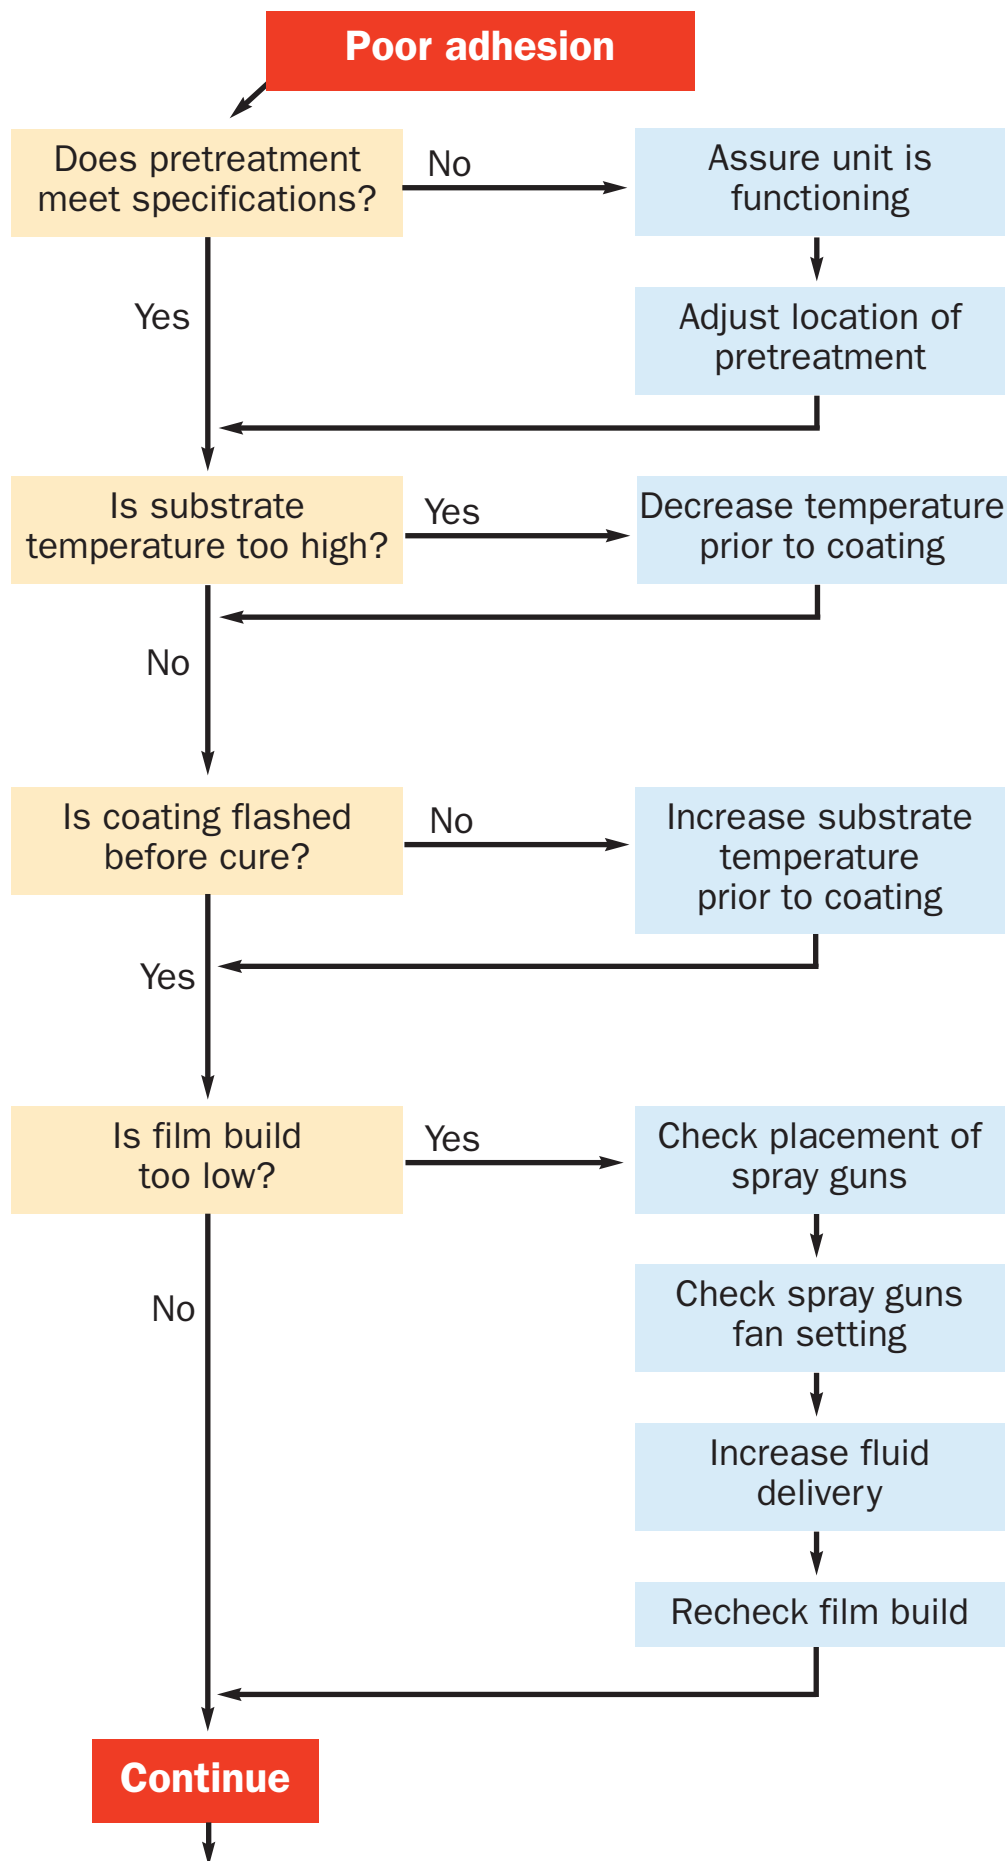 Poor adhesion
Does pretreatment
meet specifications?
No
Assure unit is
functioning
Yes
Adjust location of
pretreatment
Is substrate
temperature too high?
Yes
Decrease temperature
prior to coating
No
Is coating flashed
before cure?
No
Increase substrate
temperature
prior to coating
Yes
Is film build
too low?
Yes
Check placement of
spray guns
No
Check spray guns
fan setting
Increase fluid
delivery
Recheck film build
Continue